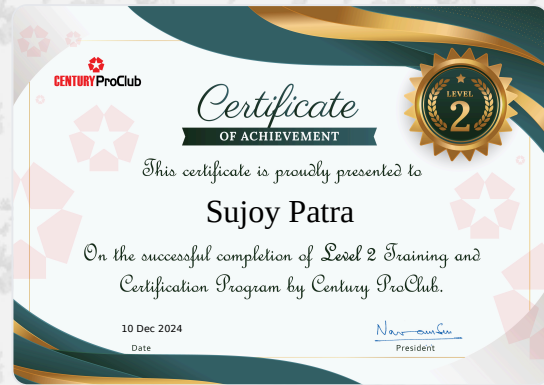 CENTURY ProClub
LEVEL
2
Certificate
OF ACHIEVEMENT
This certificate is proudly presented to
Sujoy Patra
On the successful completion of Level 2 Training and
Certification Program by Century ProClub.
10 Dec 2024
Date
President